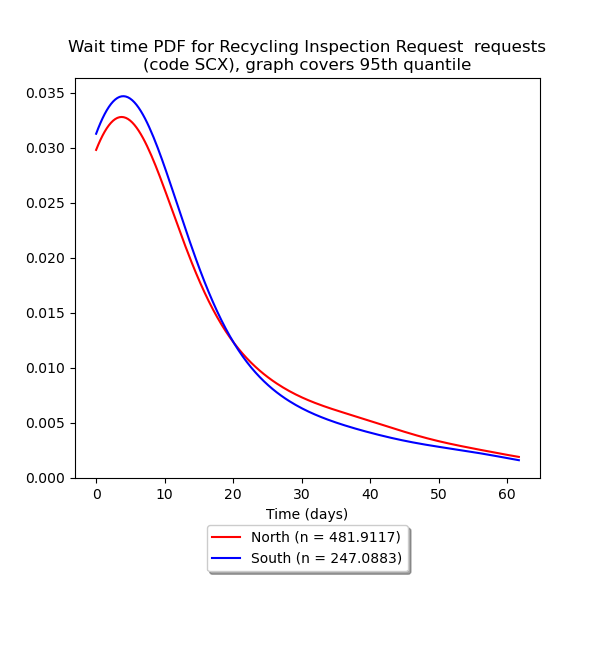 Wait time PDF for Recycling Inspection Request  requests
(code SCX), graph covers 95th quantile
0.035
0.030
0.025
0.020
0.015
0.010
0.005
0.000
0 10 20 30 40 50 60
Time (days)
North (n = 481.9117)
South (n = 247.0883)